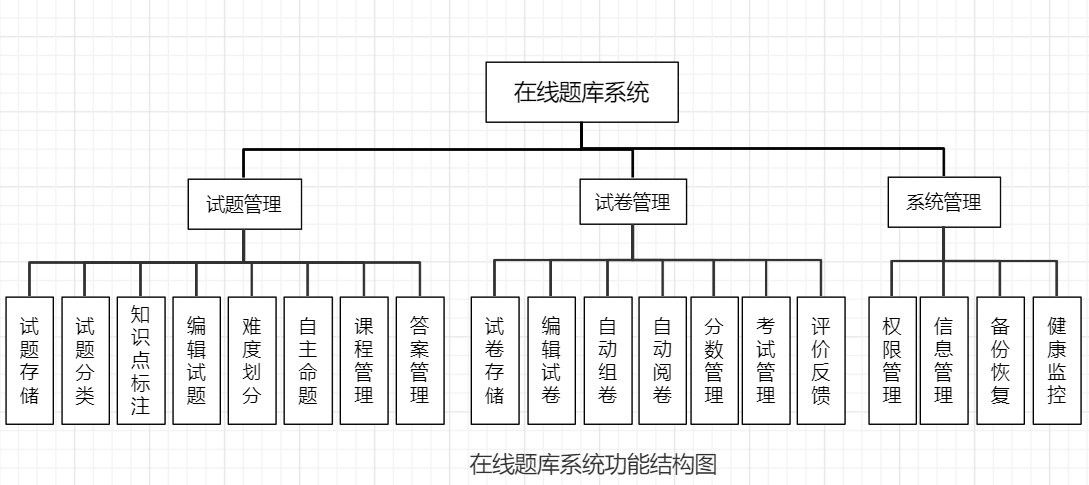 在线题库系统
试题管理
试卷管理
系统管理
试题存储
试题分类
知识点标注
编辑试题
难度划分
自主命题
课程管理
答案管理
试卷存储
编辑试卷
自动组卷
自动阅卷
分数管理
考试管理
评价反馈
权限管理
信息管理
备份恢复
健康监控
在线题库系统功能结构图